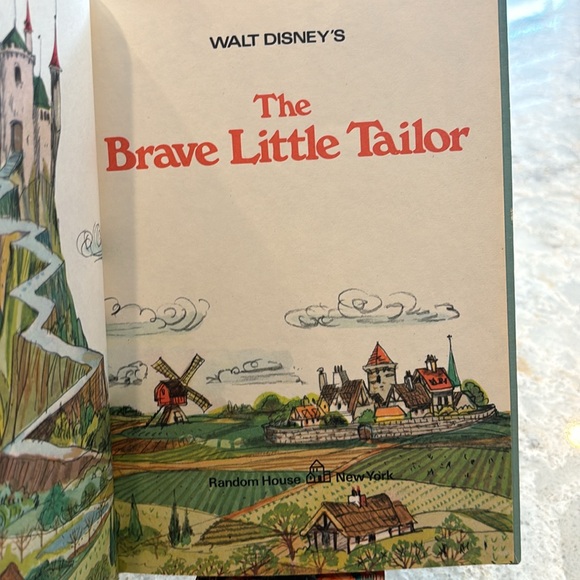 WALT DISNEY'S
The
Brave Little Tailor
Random House New York